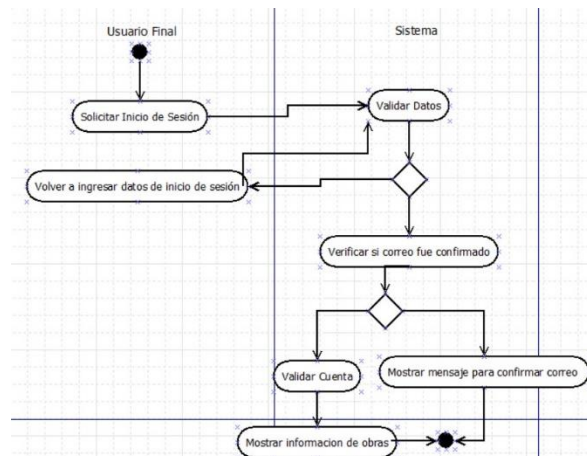 Usuario Final
Sistema
Solicitar Inicio de Sesión
Validar Datos
Volver a ingresar datos de inicio de sesión
Verificar si correo fue confirmado
Validar Cuenta
Mostrar mensaje para confirmar correo
Mostrar informacion de obras